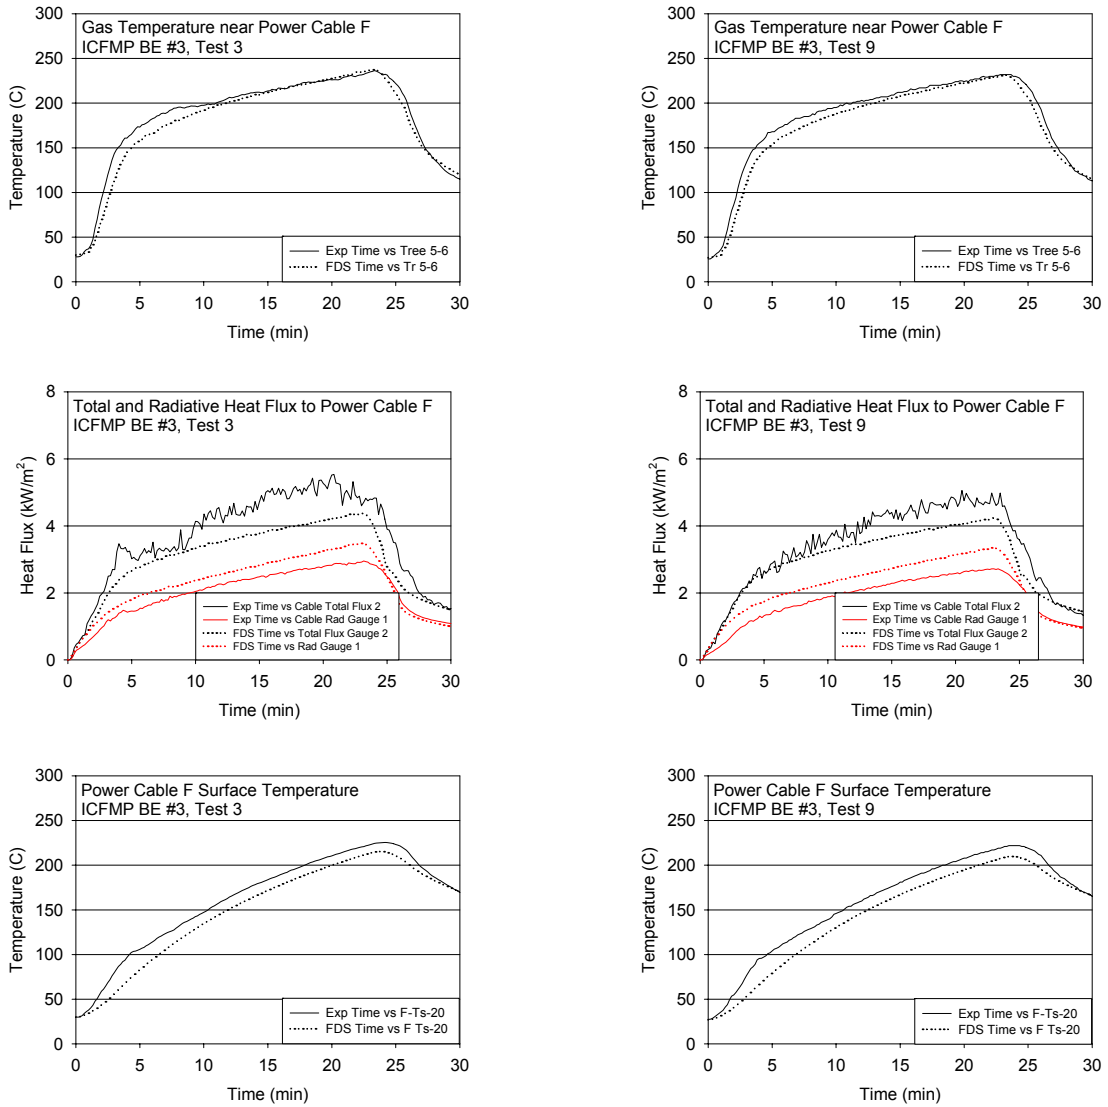 Gas Temperature near Power Cable F
ICFMP BE #3, Test 3
Temperature (C)
300
250
200
150
100
50
0
0 5 10 15 20 25 30
Time (min)
Exp Time vs Tree 5-6
FDS Time vs Tr 5-6
Gas Temperature near Power Cable F
ICFMP BE #3, Test 9
Temperature (C)
300
250
200
150
100
50
0
0 5 10 15 20 25 30
Time (min)
Exp Time vs Tree 5-6
FDS Time vs Tr 5-6
Total and Radiative Heat Flux to Power Cable F
ICFMP BE #3, Test 3
Heat Flux (kW/m²)
8
6
4
2
0
0 5 10 15 20 25 30
Time (min)
Exp Time vs Cable Total Flux 2
Exp Time vs Cable Rad Gauge 1
FDS Time vs Total Flux Gauge 2
FDS Time vs Rad Gauge 1
Total and Radiative Heat Flux to Power Cable F
ICFMP BE #3, Test 9
Heat Flux (kW/m²)
8
6
4
2
0
0 5 10 15 20 25 30
Time (min)
Exp Time vs Cable Total Flux 2
Exp Time vs Cable Rad Gauge 1
FDS Time vs Total Flux Gauge 2
FDS Time vs Rad Gauge 1
Power Cable F Surface Temperature
ICFMP BE #3, Test 3
Temperature (C)
300
250
200
150
100
50
0
0 5 10 15 20 25 30
Time (min)
Exp Time vs F-Ts-20
FDS Time vs F Ts-20
Power Cable F Surface Temperature
ICFMP BE #3, Test 9
Temperature (C)
300
250
200
150
100
50
0
0 5 10 15 20 25 30
Time (min)
Exp Time vs F-Ts-20
FDS Time vs F Ts-20